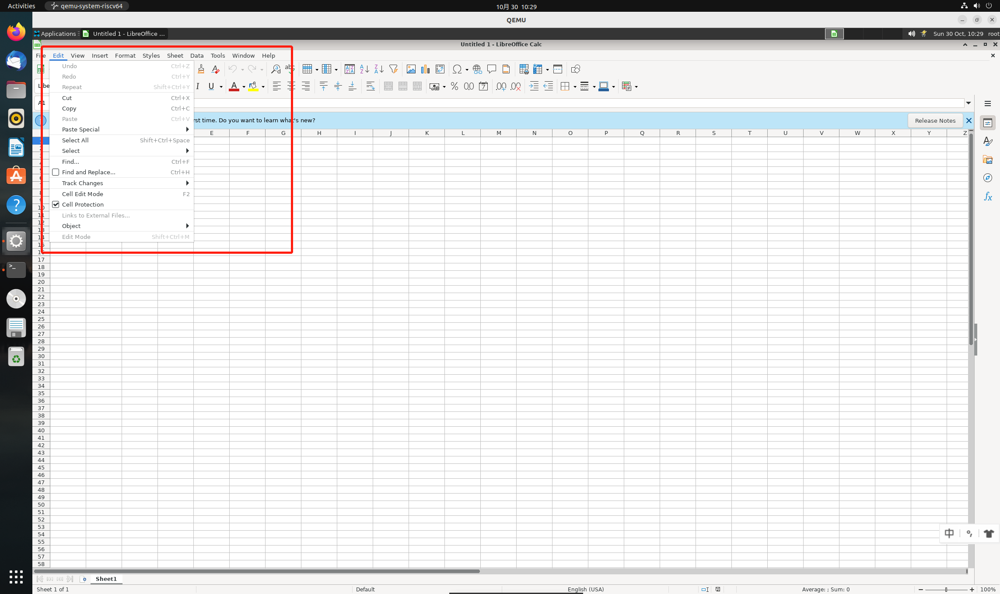 Activities qemu-system-riscv64 10月 30 10:29
QEMU
Applications Untitled 1 - LibreOffice ... Sun 30 Oct, 10:29 root
Untitled 1 - LibreOffice Calc
File Edit View Insert Format Styles Sheet Data Tools Window Help
Undo Ctrl+Z
Redo Ctrl+Y
Repeat Shift+Ctrl+Y
Cut Ctrl+X
A1
Copy Ctrl+C
Paste Ctrl+V
rst time. Do you want to learn what's new? Release Notes
Paste Special
E F G H I J K L M N O P Q R S T U V W X Y Z
Select All Shift+Ctrl+Space
Select
Find... Ctrl+F
Find and Replace... Ctrl+H
Track Changes
Cell Edit Mode F2
Cell Protection
10
Links to External Files...
11
12
Object
13
Edit Mode Shift+Ctrl+M
14
15
16
17
18
19
20
21
22
23
24
25
26
27
28
29
30
31
32
33
34
35
36
37
38
39
40
41
42
43
44
45
46
47
48
49
50
51
52
53
54
55
56
57
58
中
Sheet1
Sheet 1 of 1 Default English (USA) Average: ; Sum: 0 100%